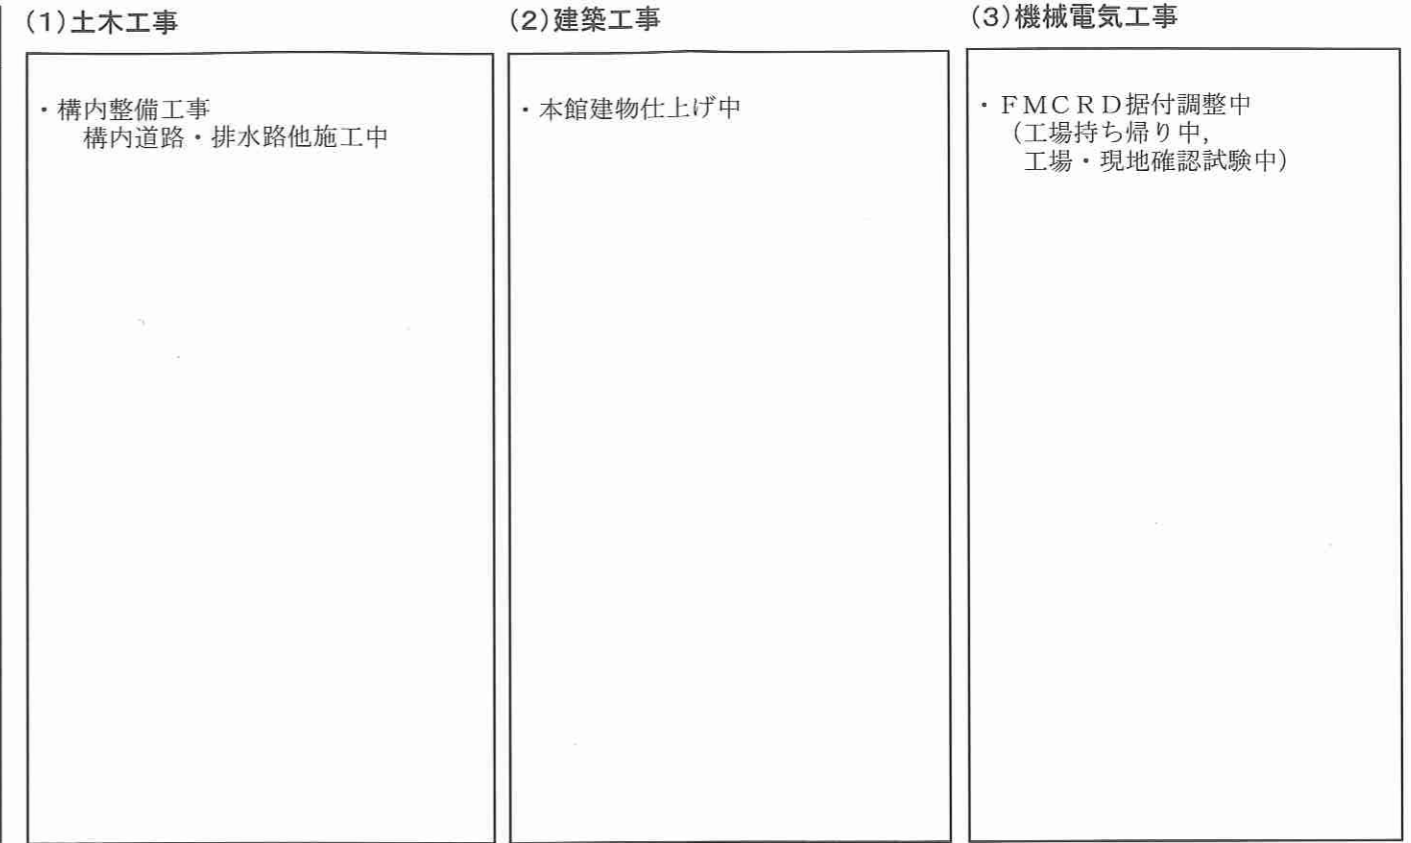 (1)土木工事
・構内整備工事
構内道路・排水路他施工中
(2)建築工事
・本館建物仕上げ中
(3)機械電気工事
・ＦＭＣＲＤ据付調整中
(工場持ち帰り中,
工場・現地確認試験中)